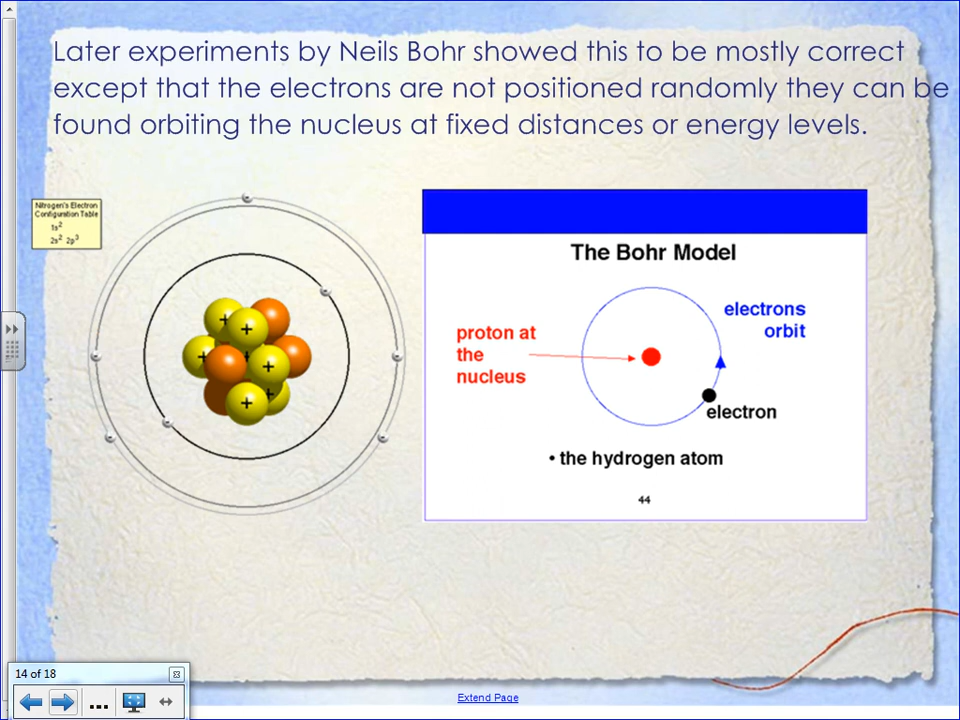 Later experiments by Neils Bohr showed this to be mostly correct
except that the electrons are not positioned randomly they can be
found orbiting the nucleus at fixed distances or energy levels.
Nitrogen's Electron
Configuration Table
1s²
2s² 2p³
+
+
+
+
+
+
The Bohr Model
electrons
orbit
proton at
the
nucleus
electron
• the hydrogen atom
44
14 of 18
...
Extend Page